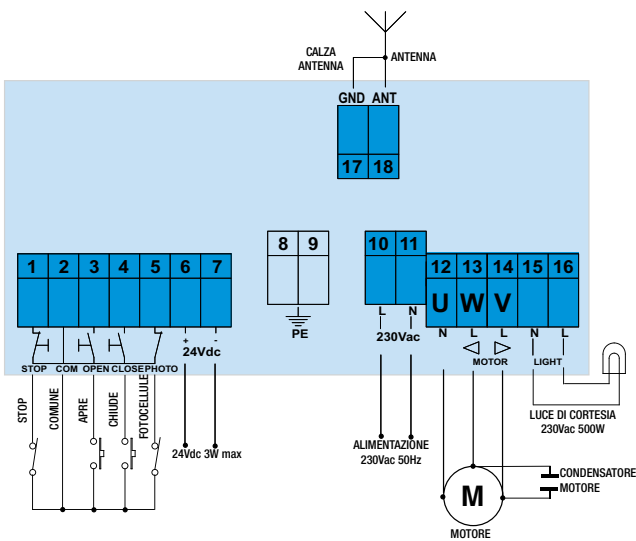 CALZA
ANTENNA
ANTENNA
GND ANT
17 18
8 9
10 11
1 2 3 4 5 6 7
12 13 14 15 16
U W V
L N
PE
230Vac
+ -
24Vdc
N L L N L
MOTOR LIGHT
STOP COM OPEN CLOSE PHOTO
STOP
COMUNE
APRE
CHIUDE
FOTOCELLULE
24Vdc 3W max
ALIMENTAZIONE
230Vac 50Hz
LUCE DI CORTESIA
230Vac 500W
CONDENSATORE
MOTORE
M
MOTORE